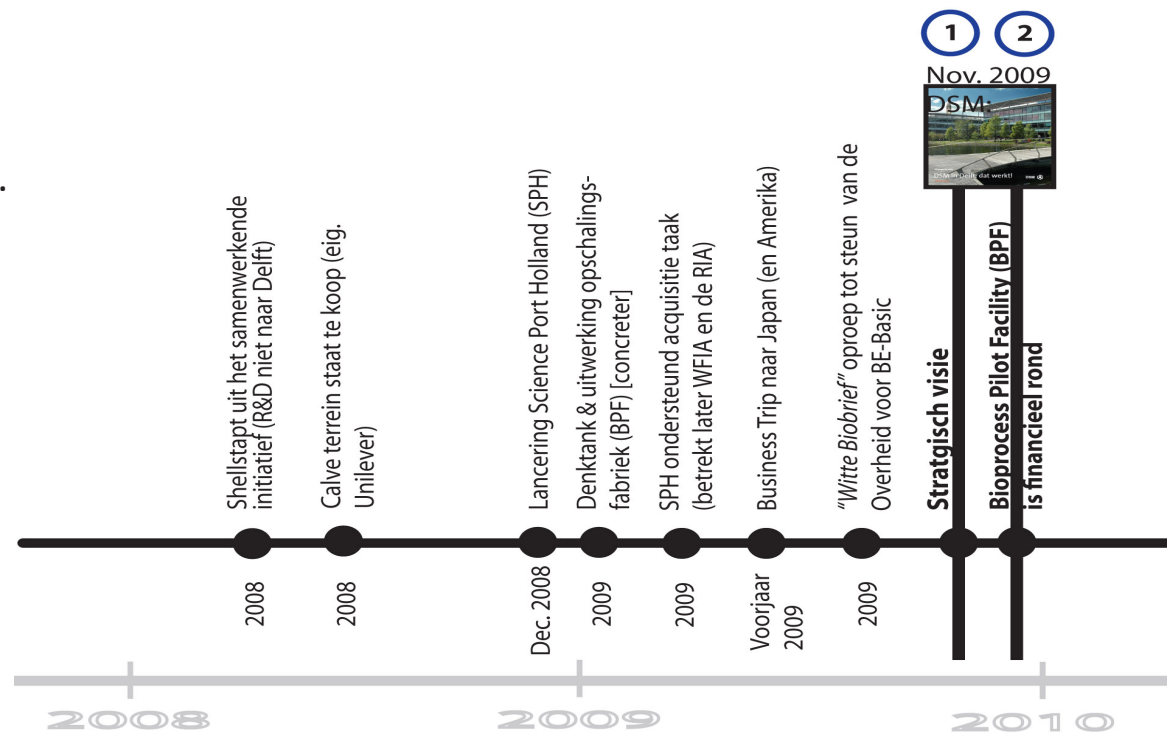 1
2
Nov. 2009
DSM:
DSM in Delft: dat werkt!
Shellstapt uit het samenwerkende
initiatief (R&D niet naar Delft)
Calve terrein staat te koop (eig.
Unilever)
Lancering Science Port Holland (SPH)
Denktank & uitwerking opschalings-
fabriek (BPF) [concreter]
SPH ondersteund acquisitie taak
(betrekt later WFIA en de RIA)
Business Trip naar Japan (en Amerika)
"Witte Biobrief" oproep tot steun van de
Overheid voor BE-Basic
Stratgisch visie
Bioprocess Pilot Facility (BPF)
is financieel rond
2008
2008
Dec. 2008
2009
2009
Voorjaar
2009
2009
2008
2009
2010